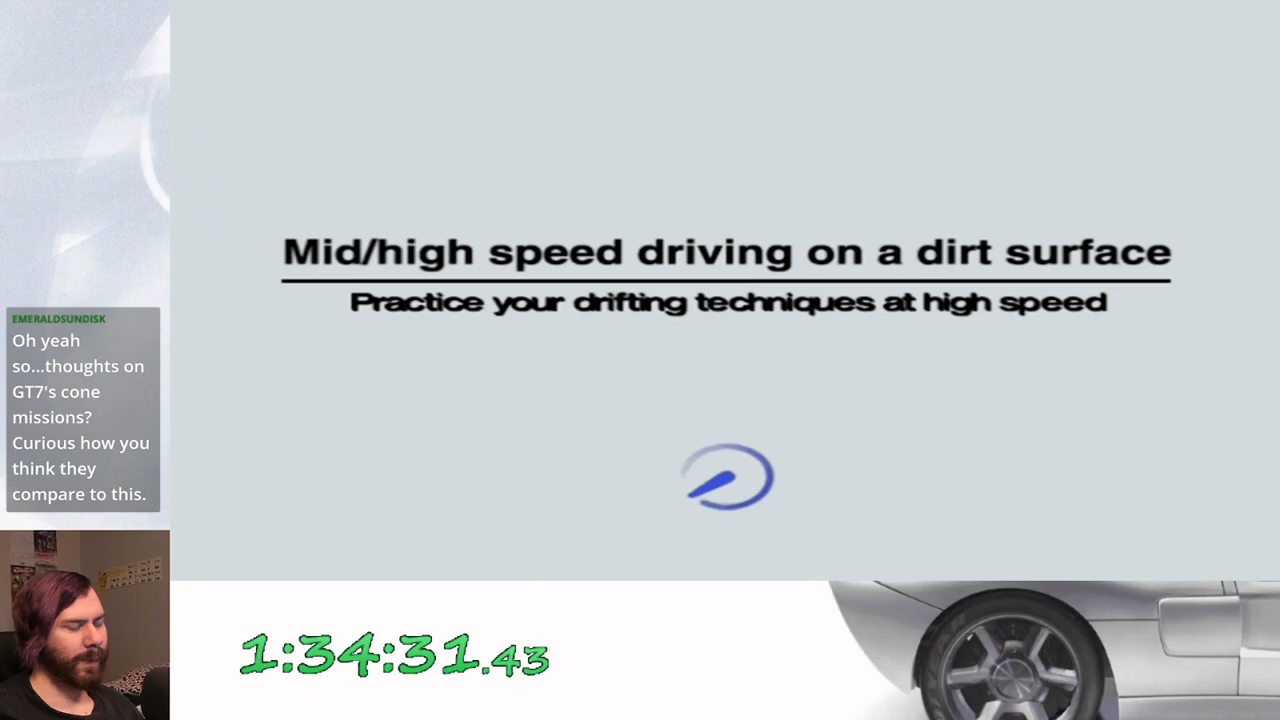 Mid/high speed driving on a dirt surface
Practice your drifting techniques at high speed
EMERALDSUNDISK
Oh yeah
so...thoughts on
GT7's cone
missions?
Curious how you
think they
compare to this.
1:34:31.43